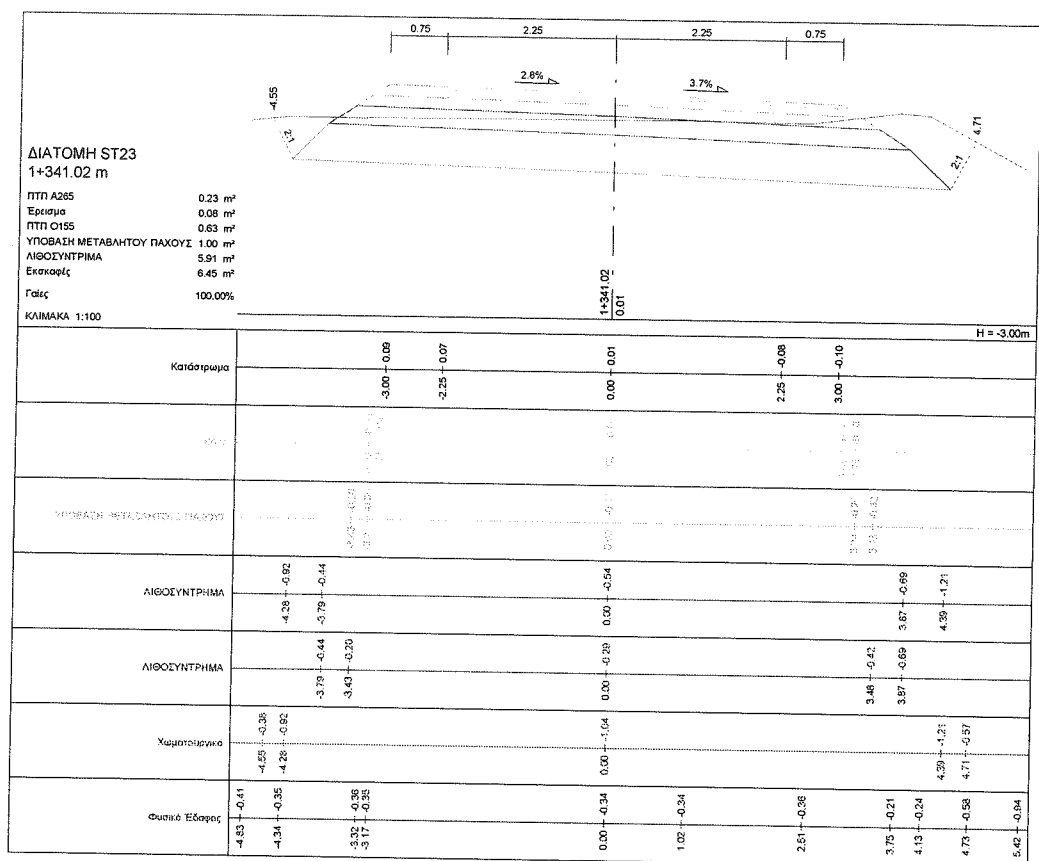 0.75 2.25 2.25 0.75
2.8% 3.7%
-4.55 2:1 2:1 4.71
ΔΙΑΤΟΜΗ ST23
1+341.02 m
ΠΤΠ Α265 0.23 m²
Έρεισμα 0.08 m²
ΠΤΠ Ο155 0.63 m²
ΥΠΟΒΑΣΗ ΜΕΤΑΒΛΗΤΟΥ ΠΑΧΟΥΣ 1.00 m²
ΛΙΘΟΣΥΝΤΡΙΜΑ 5.91 m²
Εκσκαφές 6.45 m²
Γαίες 100.00%
ΚΛΙΜΑΚΑ 1:100
1+341.02 0.01
H = -3.00m
Κατάστρωμα
-3.00 0.09 -2.25 0.07 0.00 0.01 2.25 -0.08 3.00 -0.10
ΛΙΘΟΣΥΝΤΡΗΜΑ
-4.28 -0.92 -3.79 -0.44 0.00 -0.54 3.87 -0.69 4.39 -1.21
ΛΙΘΟΣΥΝΤΡΗΜΑ
-3.79 -0.44 -3.43 -0.20 0.00 -0.29 3.48 -0.42 3.87 -0.69
Χωματουργικά
-4.55 -0.38 -4.28 -0.92 0.00 -1.04 4.39 -1.21 4.71 -0.57
Φυσικό Έδαφος
-4.83 -0.41 -4.34 -0.35 -3.32 -0.36 -3.17 -0.35 0.00 -0.34 1.02 -0.34 2.61 -0.36 3.75 -0.21 4.13 -0.24 4.73 -0.58 5.42 -0.94